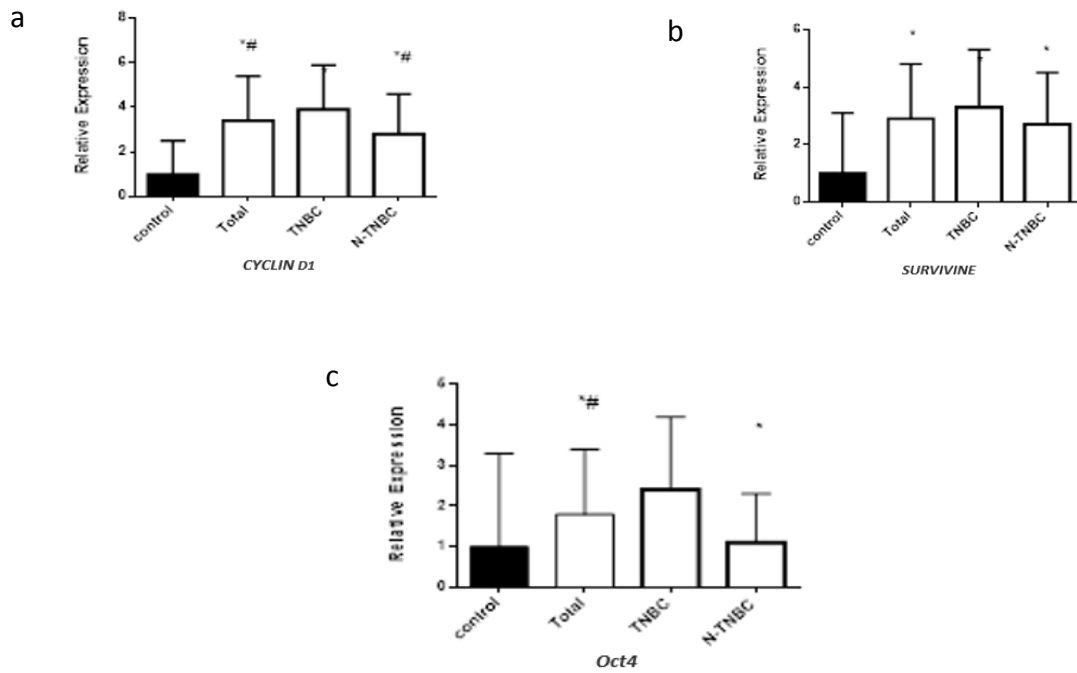 a
8
6
4
2
0
Relative Expression
*#
*
*#
control
Total
TNBC
N-TNBC
CYCLIN D1
b
6
4
2
0
Relative Expression
*
*
*
control
Total
TNBC
N-TNBC
SURVIVINE
c
6
4
3
2
1
0
Relative Expression
*#
*
control
Total
TNBC
N-TNBC
Oct4